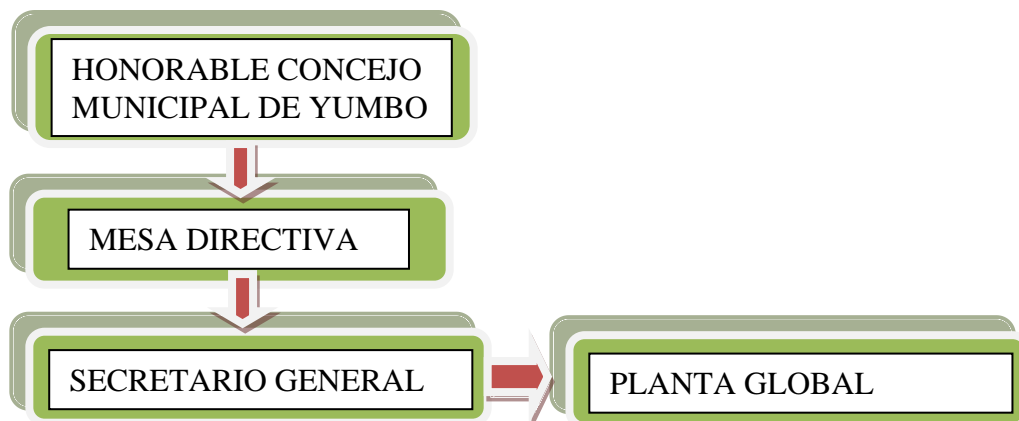 HONORABLE CONCEJO
MUNICIPAL DE YUMBO
MESA DIRECTIVA
SECRETARIO GENERAL
PLANTA GLOBAL